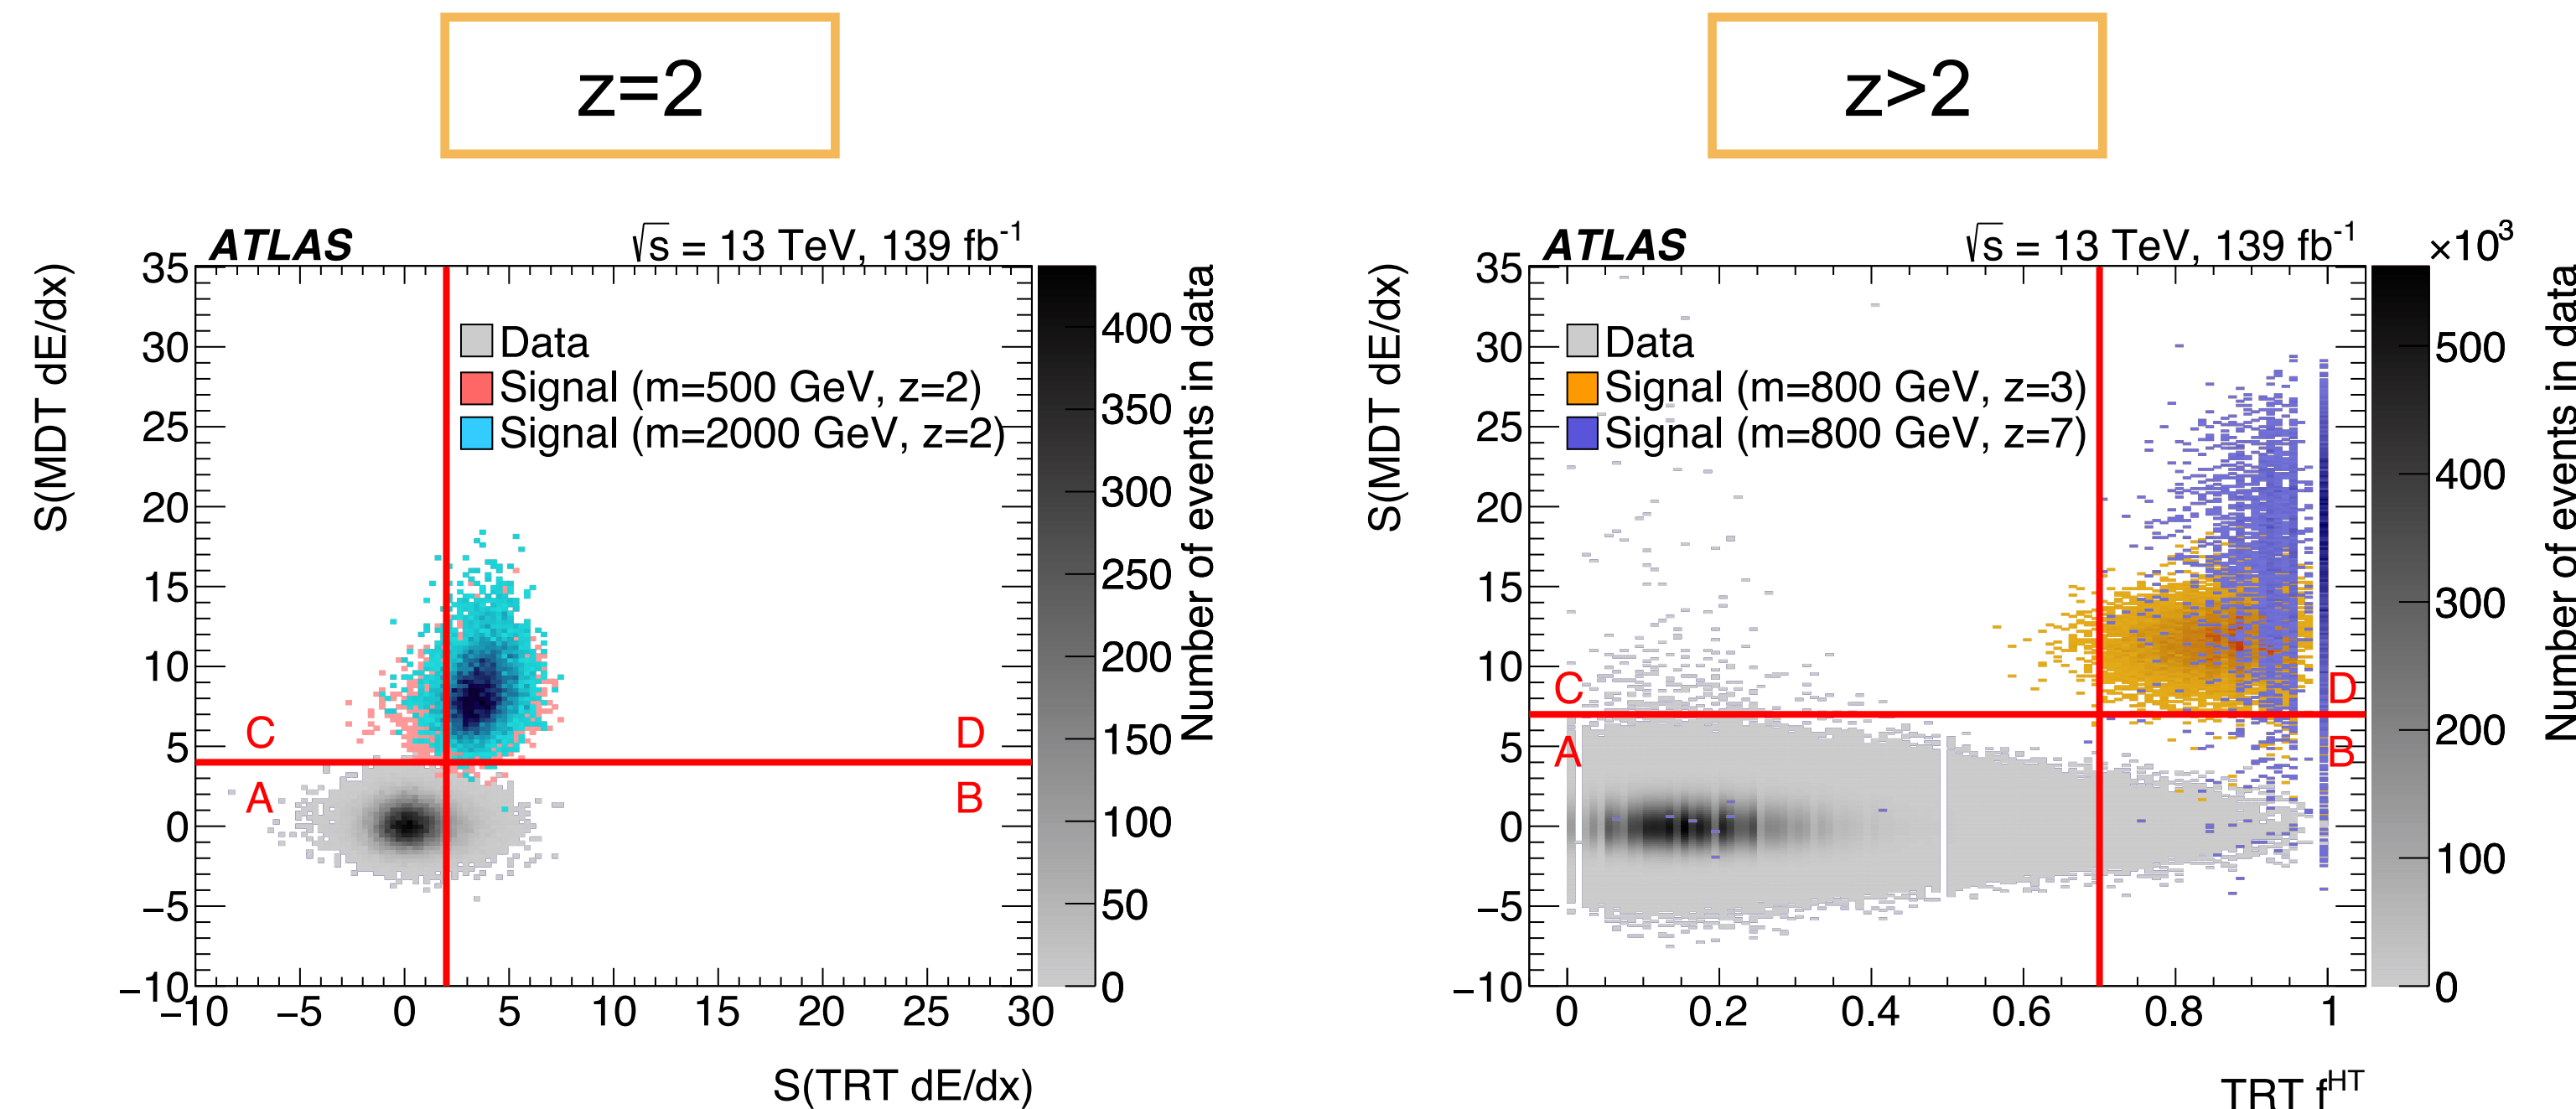 z=2
z>2
ATLAS
√s = 13 TeV, 139 fb-1
S(MDT dE/dx)
35
30
25
20
15
10
5
0
−5
−10
Data
Signal (m=500 GeV, z=2)
Signal (m=2000 GeV, z=2)
C
D
A
B
−10
−5
0
5
10
15
20
25
30
S(TRT dE/dx)
400
350
300
250
200
150
100
50
0
Number of events in data
ATLAS
√s = 13 TeV, 139 fb-1
×10³
S(MDT dE/dx)
35
30
25
20
15
10
5
0
−5
−10
Data
Signal (m=800 GeV, z=3)
Signal (m=800 GeV, z=7)
C
D
A
B
0
0.2
0.4
0.6
0.8
1
TRT fHT
500
400
300
200
100
0
Number of events in data